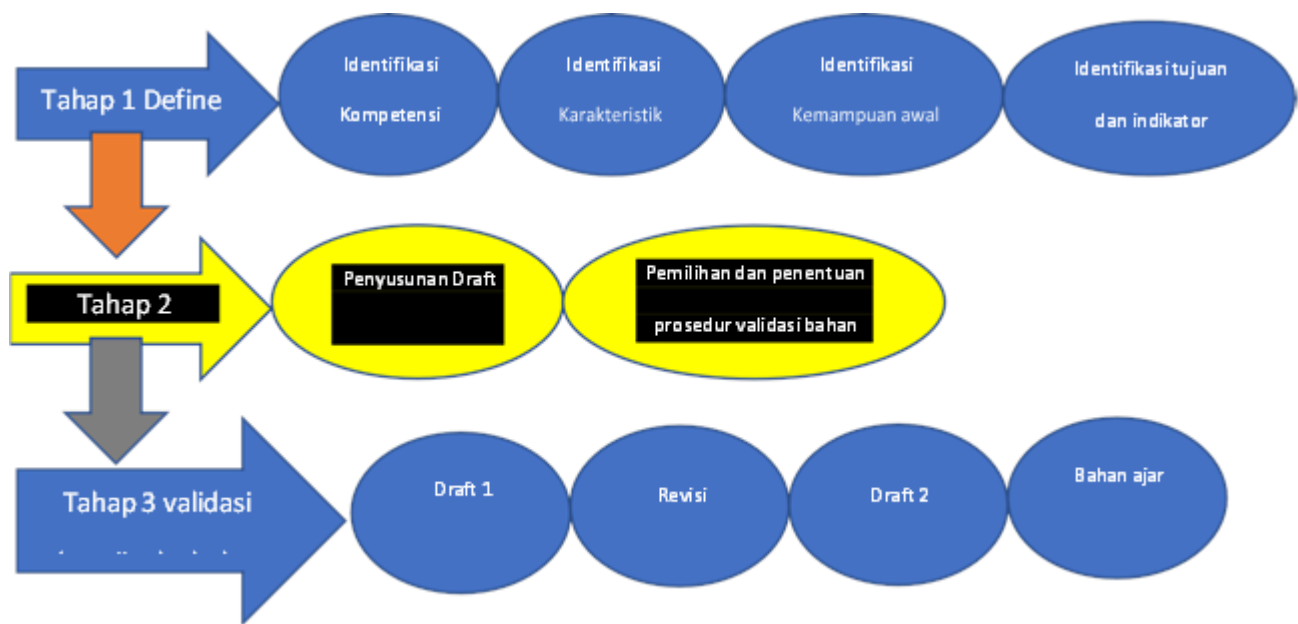 Tahap 1 Define
Identifikasi
Kompetensi
Identifikasi
Karakteristik
Identifikasi
Kemampuan awal
Identifikasi tujuan
dan indikator
Tahap 2
Penyusunan Draft
Pemilihan dan penentuan
prosedur validasi bahan
Tahap 3 validasi
Draft 1
Revisi
Draft 2
Bahan ajar